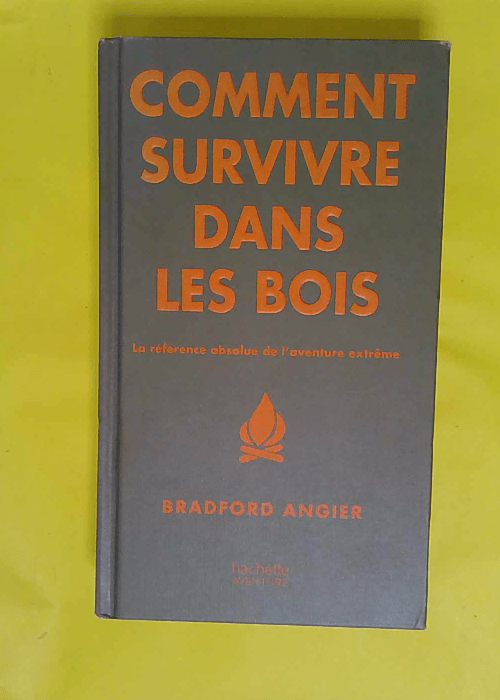 COMMENT
SURVIVRE
DANS
LES BOIS
La référence absolue de l'aventure extrême
BRADFORD ANGIER
hachette